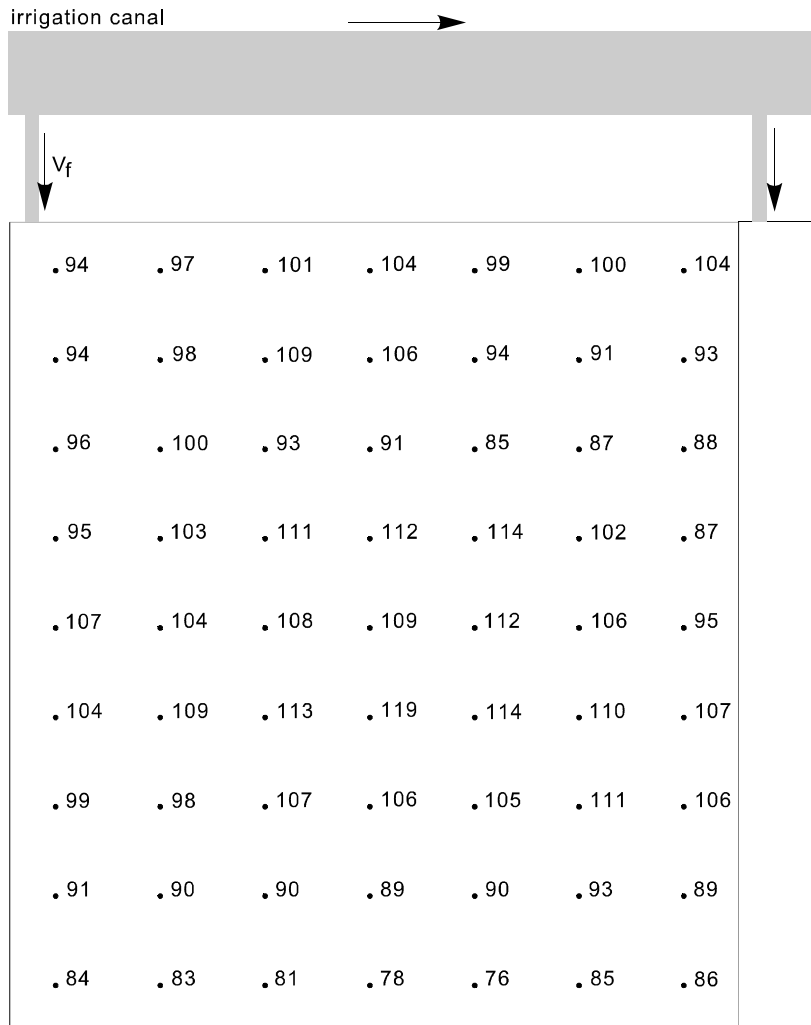 irrigation canal
Vf
94 97 101 104 99 100 104
94 98 109 106 94 91 93
96 100 93 91 85 87 88
95 103 111 112 114 102 87
107 104 108 109 112 106 95
104 109 113 119 114 110 107
99 98 107 106 105 111 106
91 90 90 89 90 93 89
84 83 81 78 76 85 86